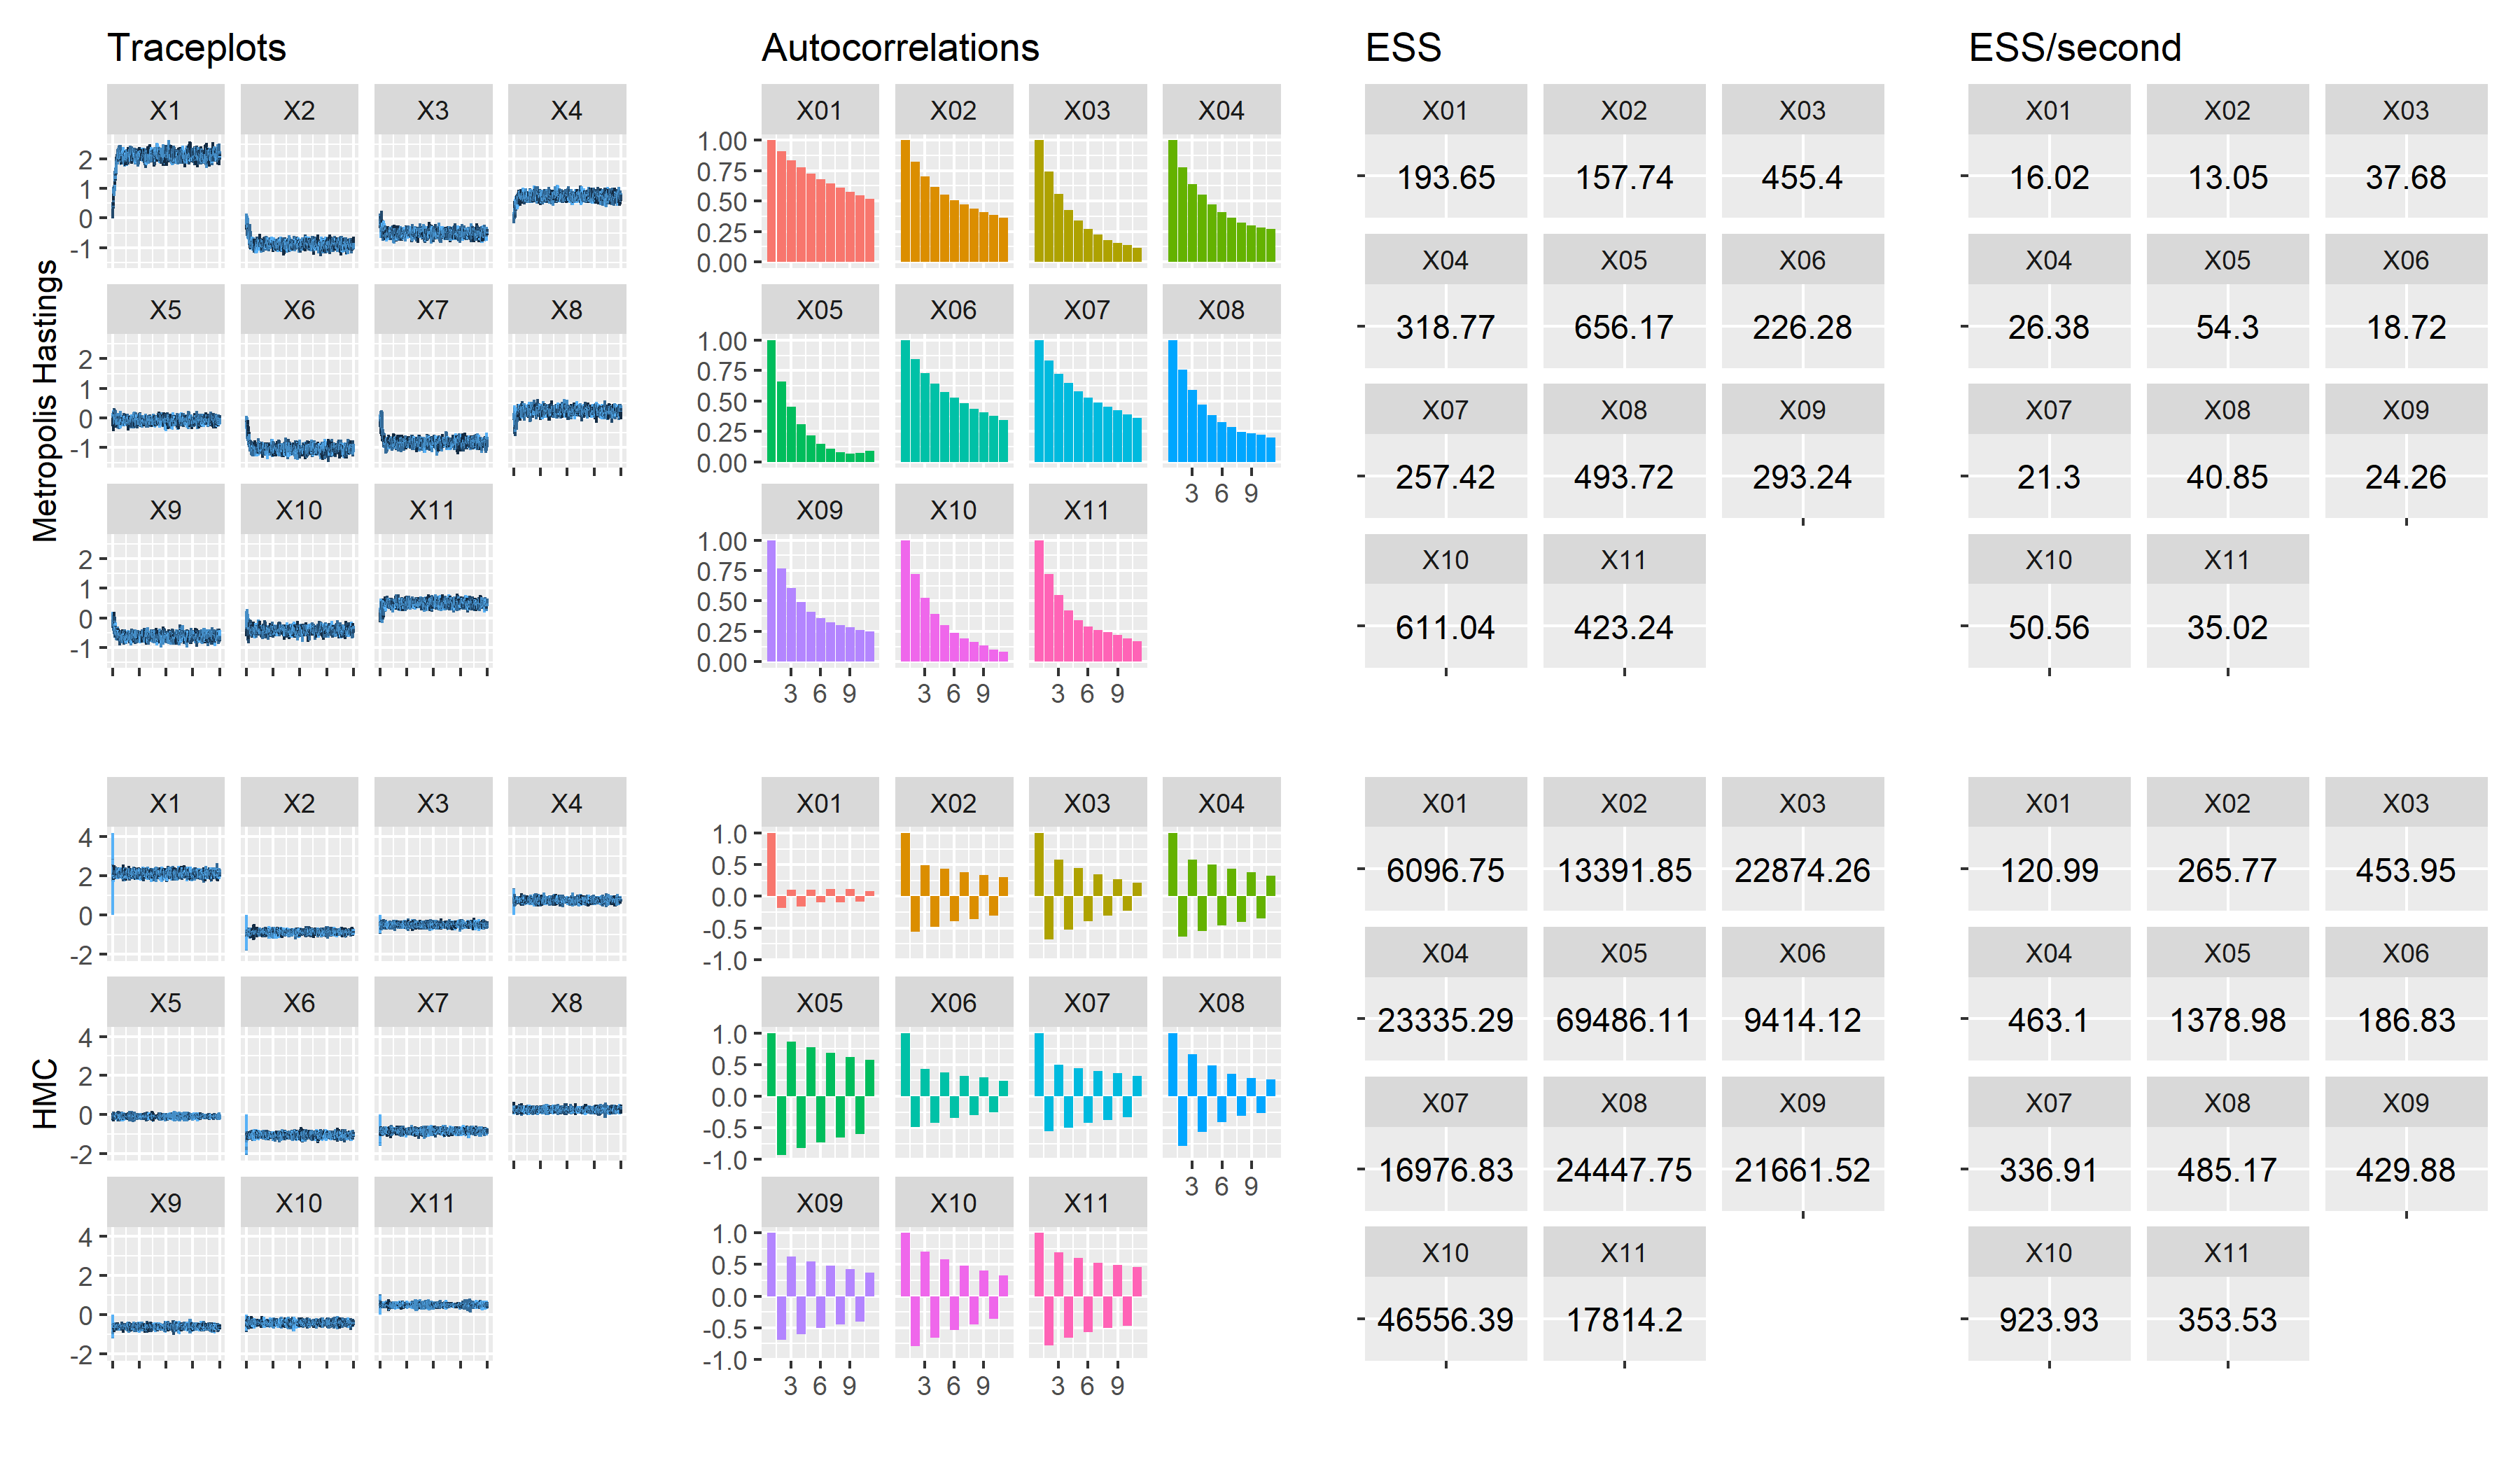 Traceplots
Autocorrelations
ESS
ESS/second
Metropolis Hastings
X1 X2 X3 X4
2
1
0
-1
X5 X6 X7 X8
2
1
0
-1
X9 X10 X11
2
1
0
-1
X01 X02 X03 X04
1.00
0.75
0.50
0.25
0.00
X05 X06 X07 X08
1.00
0.75
0.50
0.25
0.00
3 6 9
X09 X10 X11
1.00
0.75
0.50
0.25
0.00
3 6 9 3 6 9 3 6 9
X01 X02 X03
193.65 157.74 455.4
X04 X05 X06
318.77 656.17 226.28
X07 X08 X09
257.42 493.72 293.24
X10 X11
611.04 423.24
X01 X02 X03
16.02 13.05 37.68
X04 X05 X06
26.38 54.3 18.72
X07 X08 X09
21.3 40.85 24.26
X10 X11
50.56 35.02
HMC
X1 X2 X3 X4
4
2
0
-2
X5 X6 X7 X8
4
2
0
-2
X9 X10 X11
4
2
0
-2
X01 X02 X03 X04
1.0
0.5
0.0
-0.5
-1.0
X05 X06 X07 X08
1.0
0.5
0.0
-0.5
-1.0
3 6 9
X09 X10 X11
1.0
0.5
0.0
-0.5
-1.0
3 6 9 3 6 9 3 6 9
X01 X02 X03
6096.75 13391.85 22874.26
X04 X05 X06
23335.29 69486.11 9414.12
X07 X08 X09
16976.83 24447.75 21661.52
X10 X11
46556.39 17814.2
X01 X02 X03
120.99 265.77 453.95
X04 X05 X06
463.1 1378.98 186.83
X07 X08 X09
336.91 485.17 429.88
X10 X11
923.93 353.53